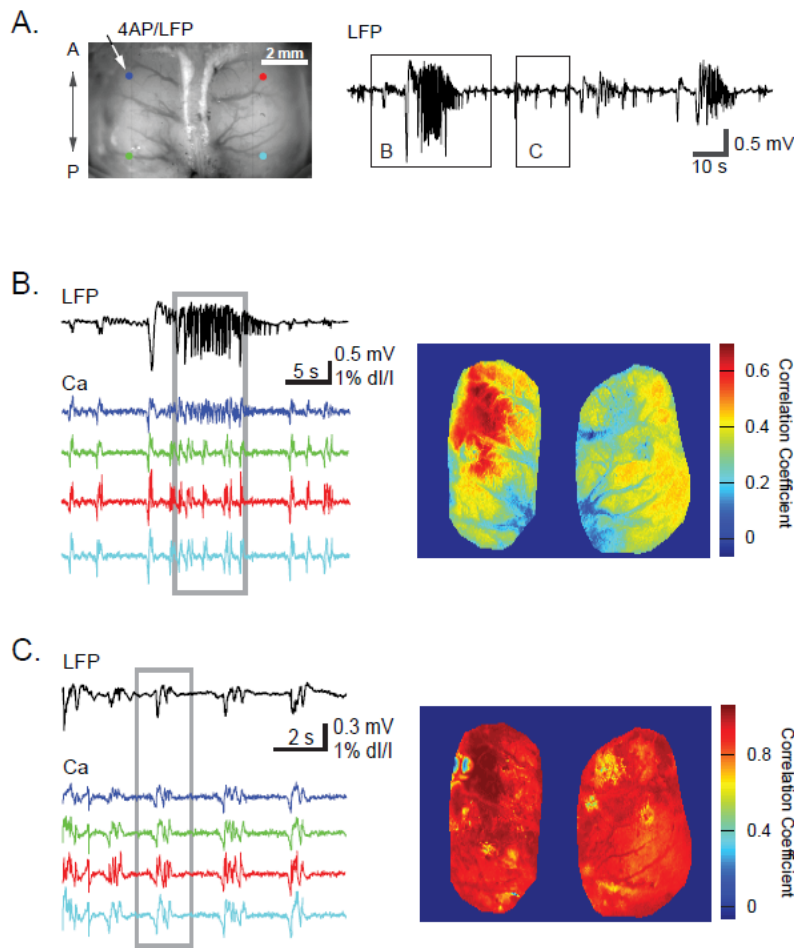 A.
4AP/LFP
A
2 mm
P
LFP
B
C
0.5 mV
10 s
B.
LFP
0.5 mV
5 s
1% dI/I
Ca
0.6
0.4
0.2
0
Correlation Coefficient
C.
LFP
0.3 mV
2 s
1% dI/I
Ca
0.8
0.4
0
Correlation Coefficient